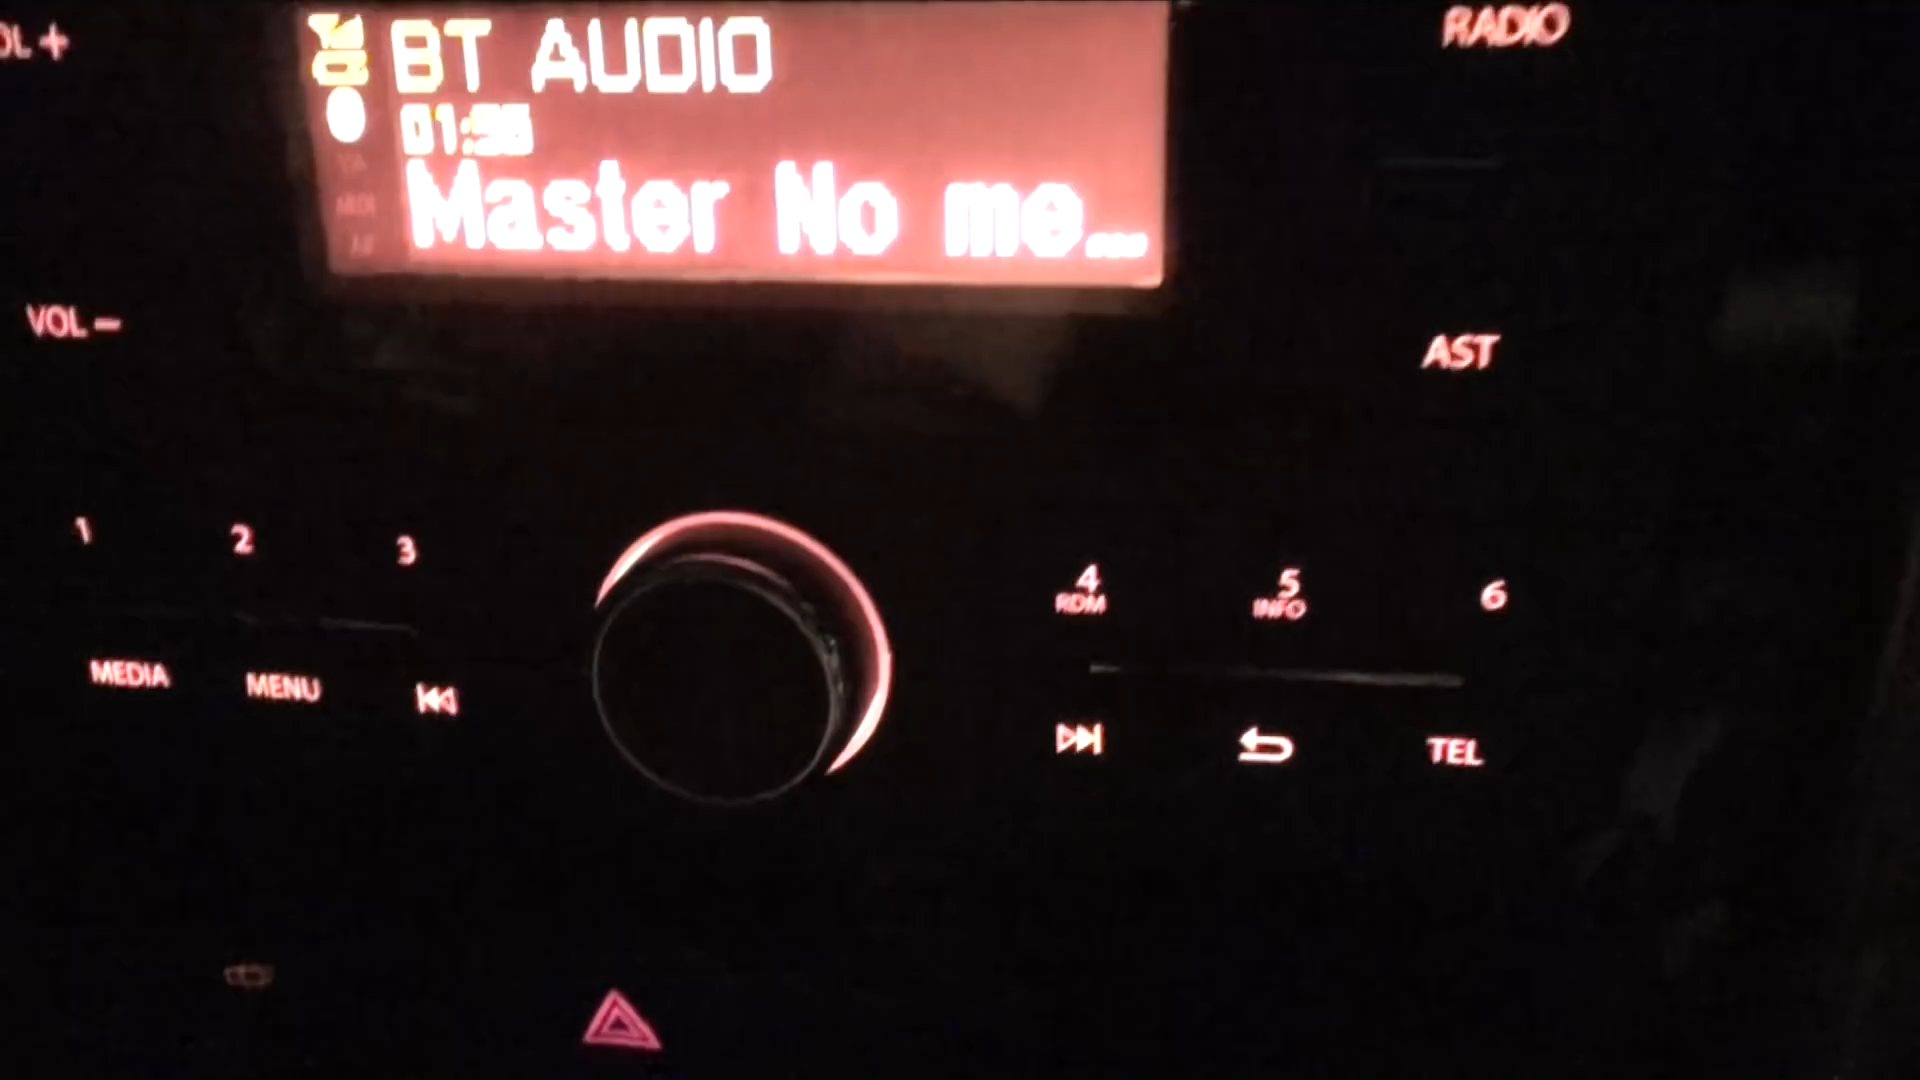 VOL +
RADIO
BT AUDIO
Master No me...
VOL -
AST
1 2 3
4 5 6
RDM INFO
MEDIA MENU
TEL